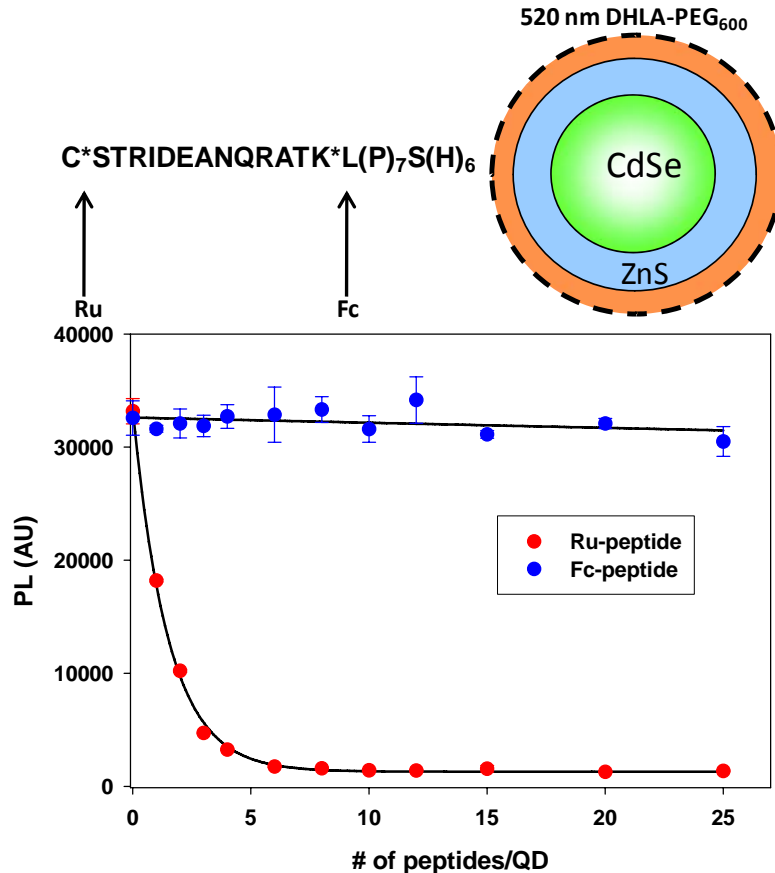 520 nm DHLA-PEG600
C*STRIDEANQRATK*L(P)7S(H)6
CdSe
ZnS
Ru Fc
40000
30000
20000
10000
0
PL (AU)
Ru-peptide
Fc-peptide
0 5 10 15 20 25
# of peptides/QD